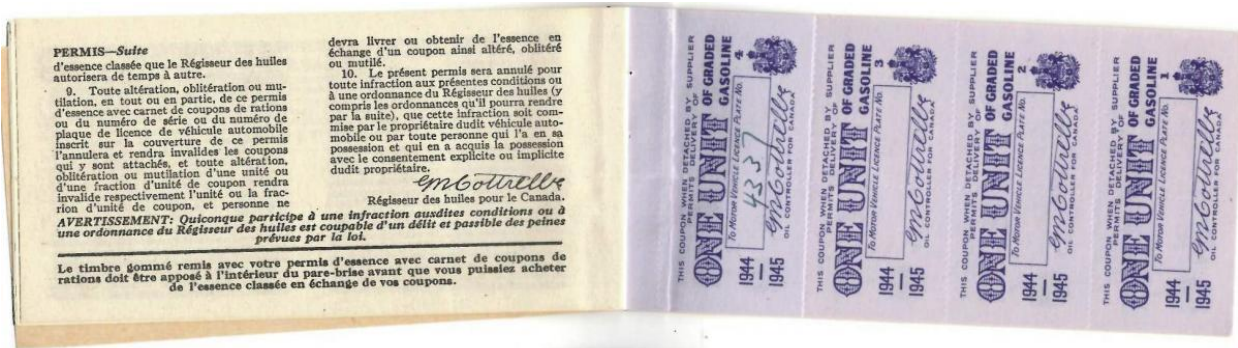 PERMIS—Suite
d'essence classée que le Régisseur des huiles
autorisera de temps à autre.
9. Toute altération, oblitération ou mu-
tilation, en tout ou en partie, de ce permis
d'essence avec carnet de coupons de rations
ou du numéro de série ou du numéro de
plaque de licence de véhicule automobile
inscrit sur la couverture de ce permis
l'annulera et rendra invalides les coupons
qui y sont attachés, et toute altération,
oblitération ou mutilation d'une unité ou
d'une fraction d'unité de coupon rendra
invalide respectivement l'unité ou la frac-
rion d'unité de coupon, et personne ne
devra livrer ou obtenir de l'essence en
échange d'un coupon ainsi altéré, oblitéré
ou mutilé.
10. Le présent permis sera annulé pour
toute infraction aux présentes conditions ou
à une ordonnance du Régisseur des huiles (y
compris les ordonnances qu'il pourra rendre
par la suite), que cette infraction soit com-
mise par le propriétaire dudit véhicule auto-
mobile ou par toute personne qui l'a en sa
possession et qui en a acquis la possession
avec le consentement explicite ou implicite
dudit propriétaire.
GMCottrelle
Régisseur des huiles pour le Canada.
AVERTISSEMENT: Quiconque participe à une infraction auxdites conditions ou à
une ordonnance du Régisseur des huiles est coupable d'un délit et passible des peines
prévues par la loi.
Le timbre gommé remis avec votre permis d'essence avec carnet de coupons de
rations doit être apposé à l'intérieur du pare-brise avant que vous puissiez acheter
de l'essence classée en échange de vos coupons.
THIS COUPON WHEN DETACHED BY SUPPLIER
PERMITS DELIVERY OF
ONE UNIT OF GRADED
GASOLINE
4
To Motor Vehicle Licence Plate No.
4337
1944
—
1945
GMCottrelle
OIL CONTROLLER FOR CANADA
THIS COUPON WHEN DETACHED BY SUPPLIER
PERMITS DELIVERY OF
ONE UNIT OF GRADED
GASOLINE
3
To Motor Vehicle Licence Plate No.
1944
—
1945
GMCottrelle
OIL CONTROLLER FOR CANADA
THIS COUPON WHEN DETACHED BY SUPPLIER
PERMITS DELIVERY OF
ONE UNIT OF GRADED
GASOLINE
2
To Motor Vehicle Licence Plate No.
1944
—
1945
GMCottrelle
OIL CONTROLLER FOR CANADA
THIS COUPON WHEN DETACHED BY SUPPLIER
PERMITS DELIVERY OF
ONE UNIT OF GRADED
GASOLINE
1
To Motor Vehicle Licence Plate No.
1944
—
1945
GMCottrelle
OIL CONTROLLER FOR CANADA